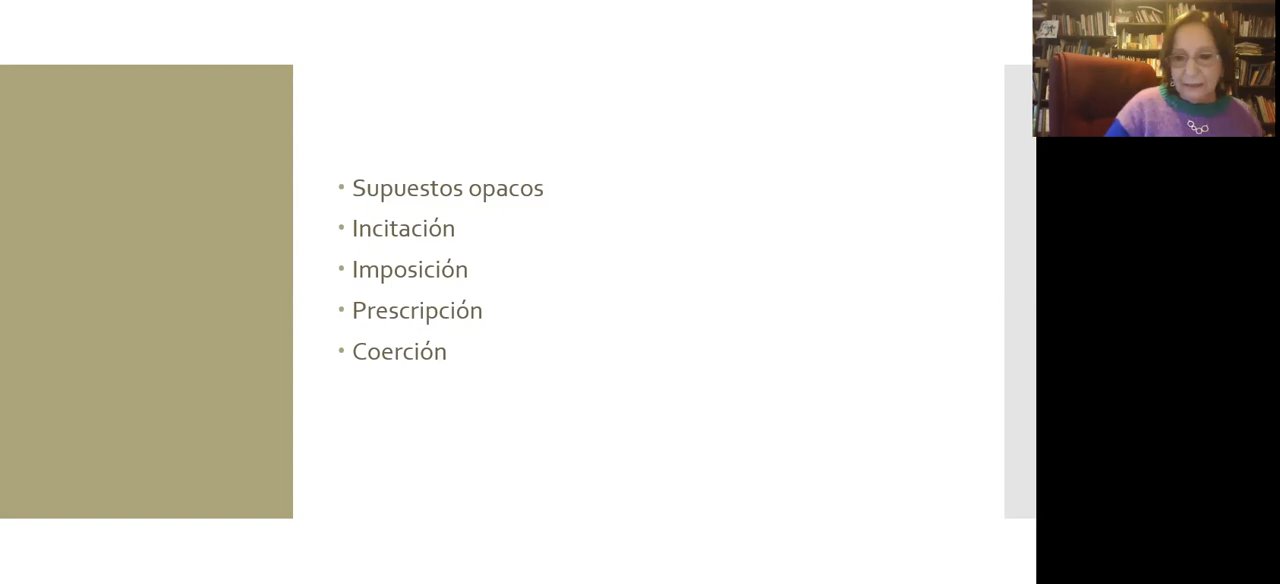 • Supuestos opacos
• Incitación
• Imposición
• Prescripción
• Coerción